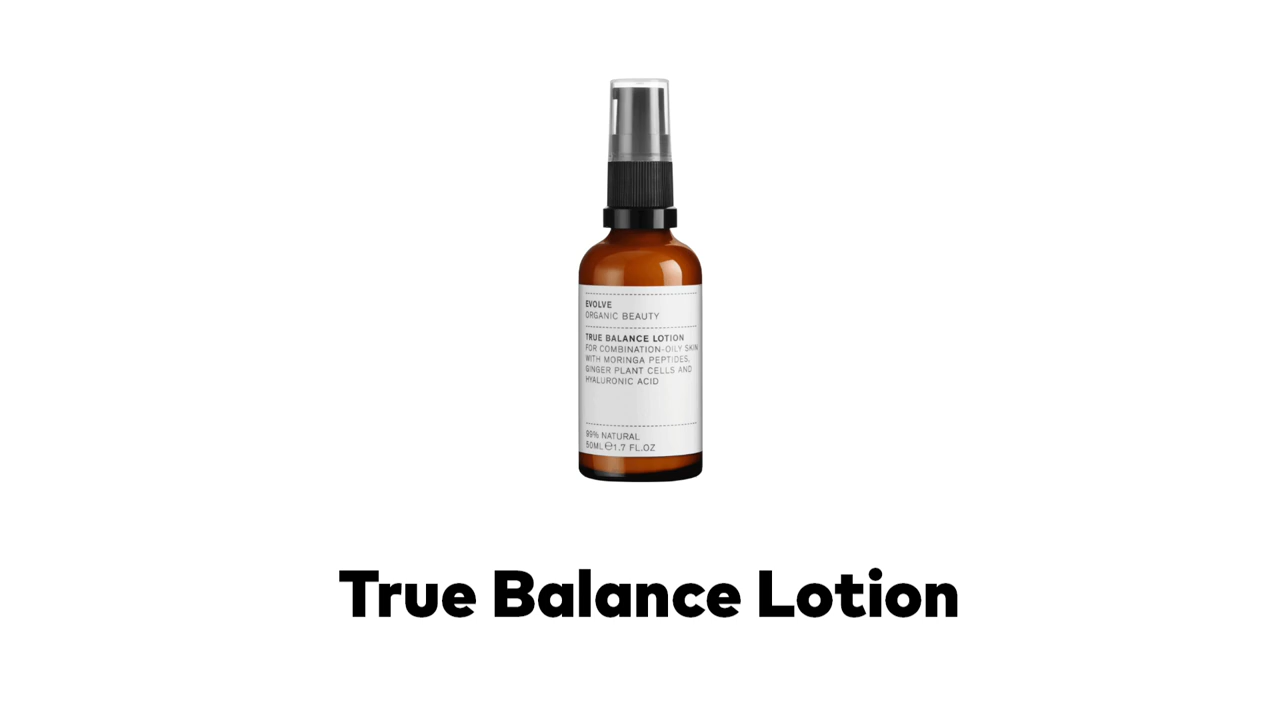 EVOLVE
ORGANIC BEAUTY
TRUE BALANCE LOTION
FOR COMBINATION-OILY SKIN
WITH MORINGA PEPTIDES,
GINGER PLANT CELLS AND
HYALURONIC ACID
99% NATURAL
50ML℮1.7 FL.OZ
True Balance Lotion